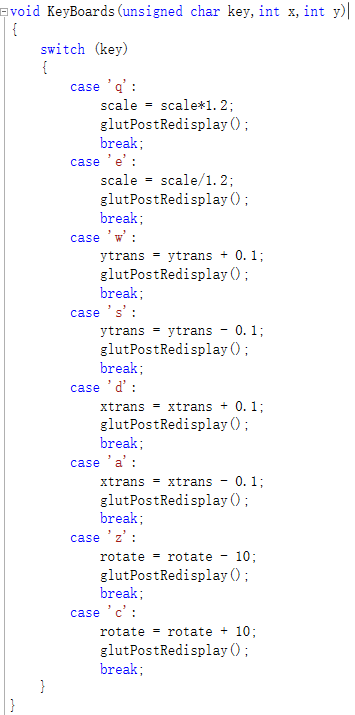 void KeyBoards(unsigned char key,int x,int y)
{
    switch (key)
    {
        case 'q':
            scale = scale*1.2;
            glutPostRedisplay();
            break;
        case 'e':
            scale = scale/1.2;
            glutPostRedisplay();
            break;
        case 'w':
            ytrans = ytrans + 0.1;
            glutPostRedisplay();
            break;
        case 's':
            ytrans = ytrans - 0.1;
            glutPostRedisplay();
            break;
        case 'd':
            xtrans = xtrans + 0.1;
            glutPostRedisplay();
            break;
        case 'a':
            xtrans = xtrans - 0.1;
            glutPostRedisplay();
            break;
        case 'z':
            rotate = rotate - 10;
            glutPostRedisplay();
            break;
        case 'c':
            rotate = rotate + 10;
            glutPostRedisplay();
            break;
    }
}